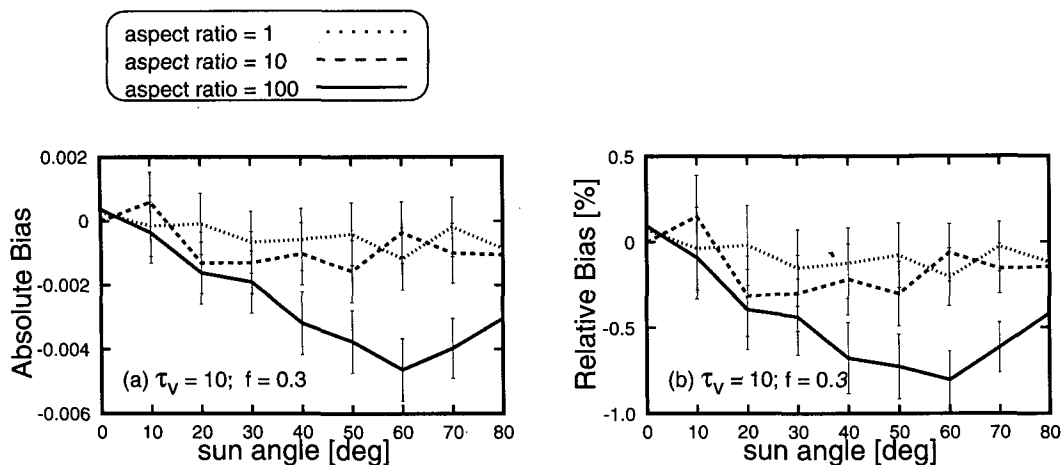 aspect ratio = 1
aspect ratio = 10
aspect ratio = 100
0.002
0
-0.002
-0.004
-0.006
Absolute Bias
(a) τV = 10; f = 0.3
0 10 20 30 40 50 60 70 80
sun angle [deg]
0.5
0
-0.5
-1.0
Relative Bias [%]
(b) τV = 10; f = 0.3
0 10 20 30 40 50 60 70 80
sun angle [deg]